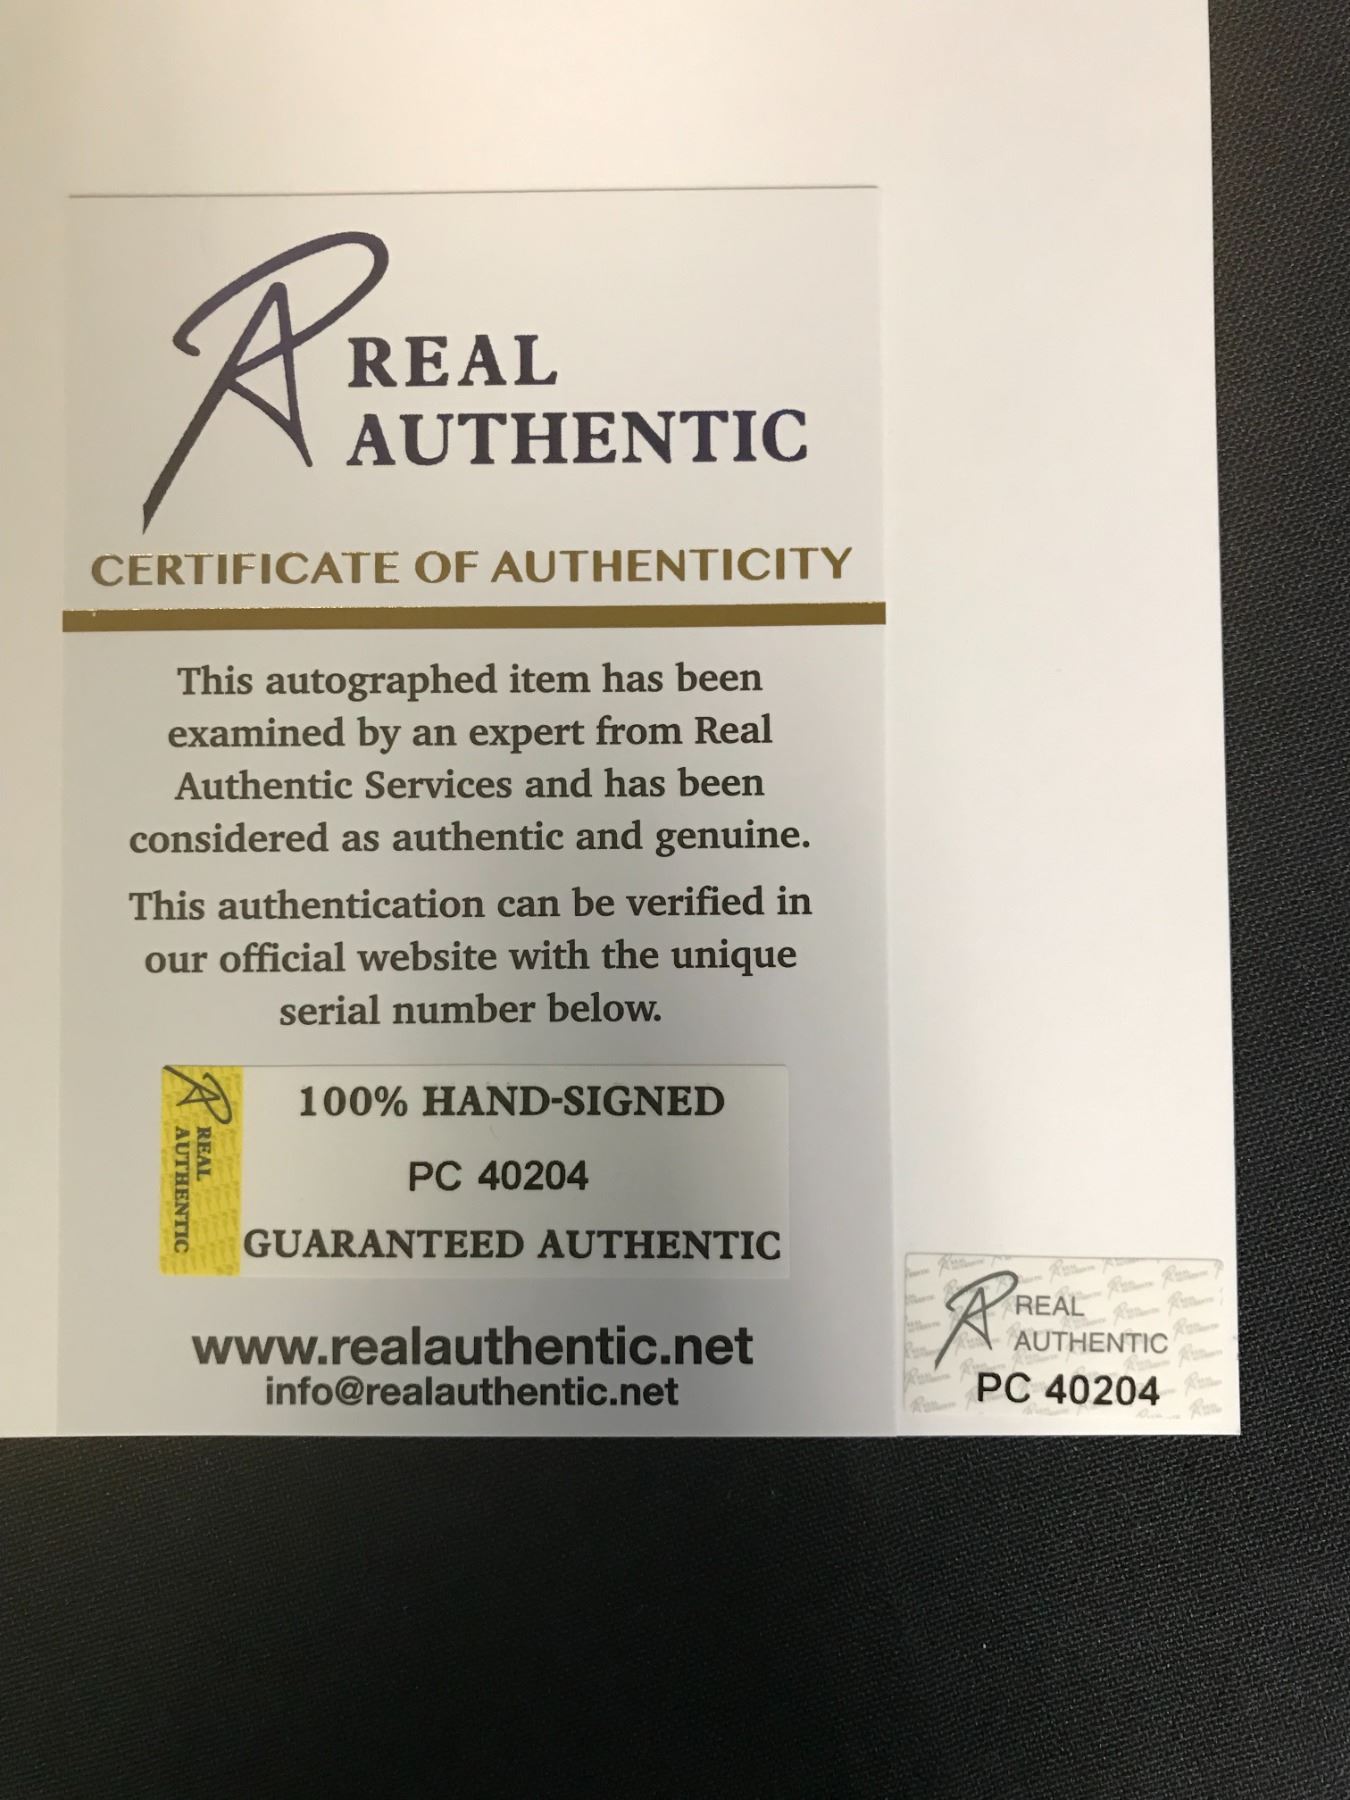 REAL
AUTHENTIC
CERTIFICATE OF AUTHENTICITY
This autographed item has been
examined by an expert from Real
Authentic Services and has been
considered as authentic and genuine.
This authentication can be verified in
our official website with the unique
serial number below.
REAL
AUTHENTIC
100% HAND-SIGNED
PC 40204
GUARANTEED AUTHENTIC
www.realauthentic.net
info@realauthentic.net
REAL
AUTHENTIC
PC 40204